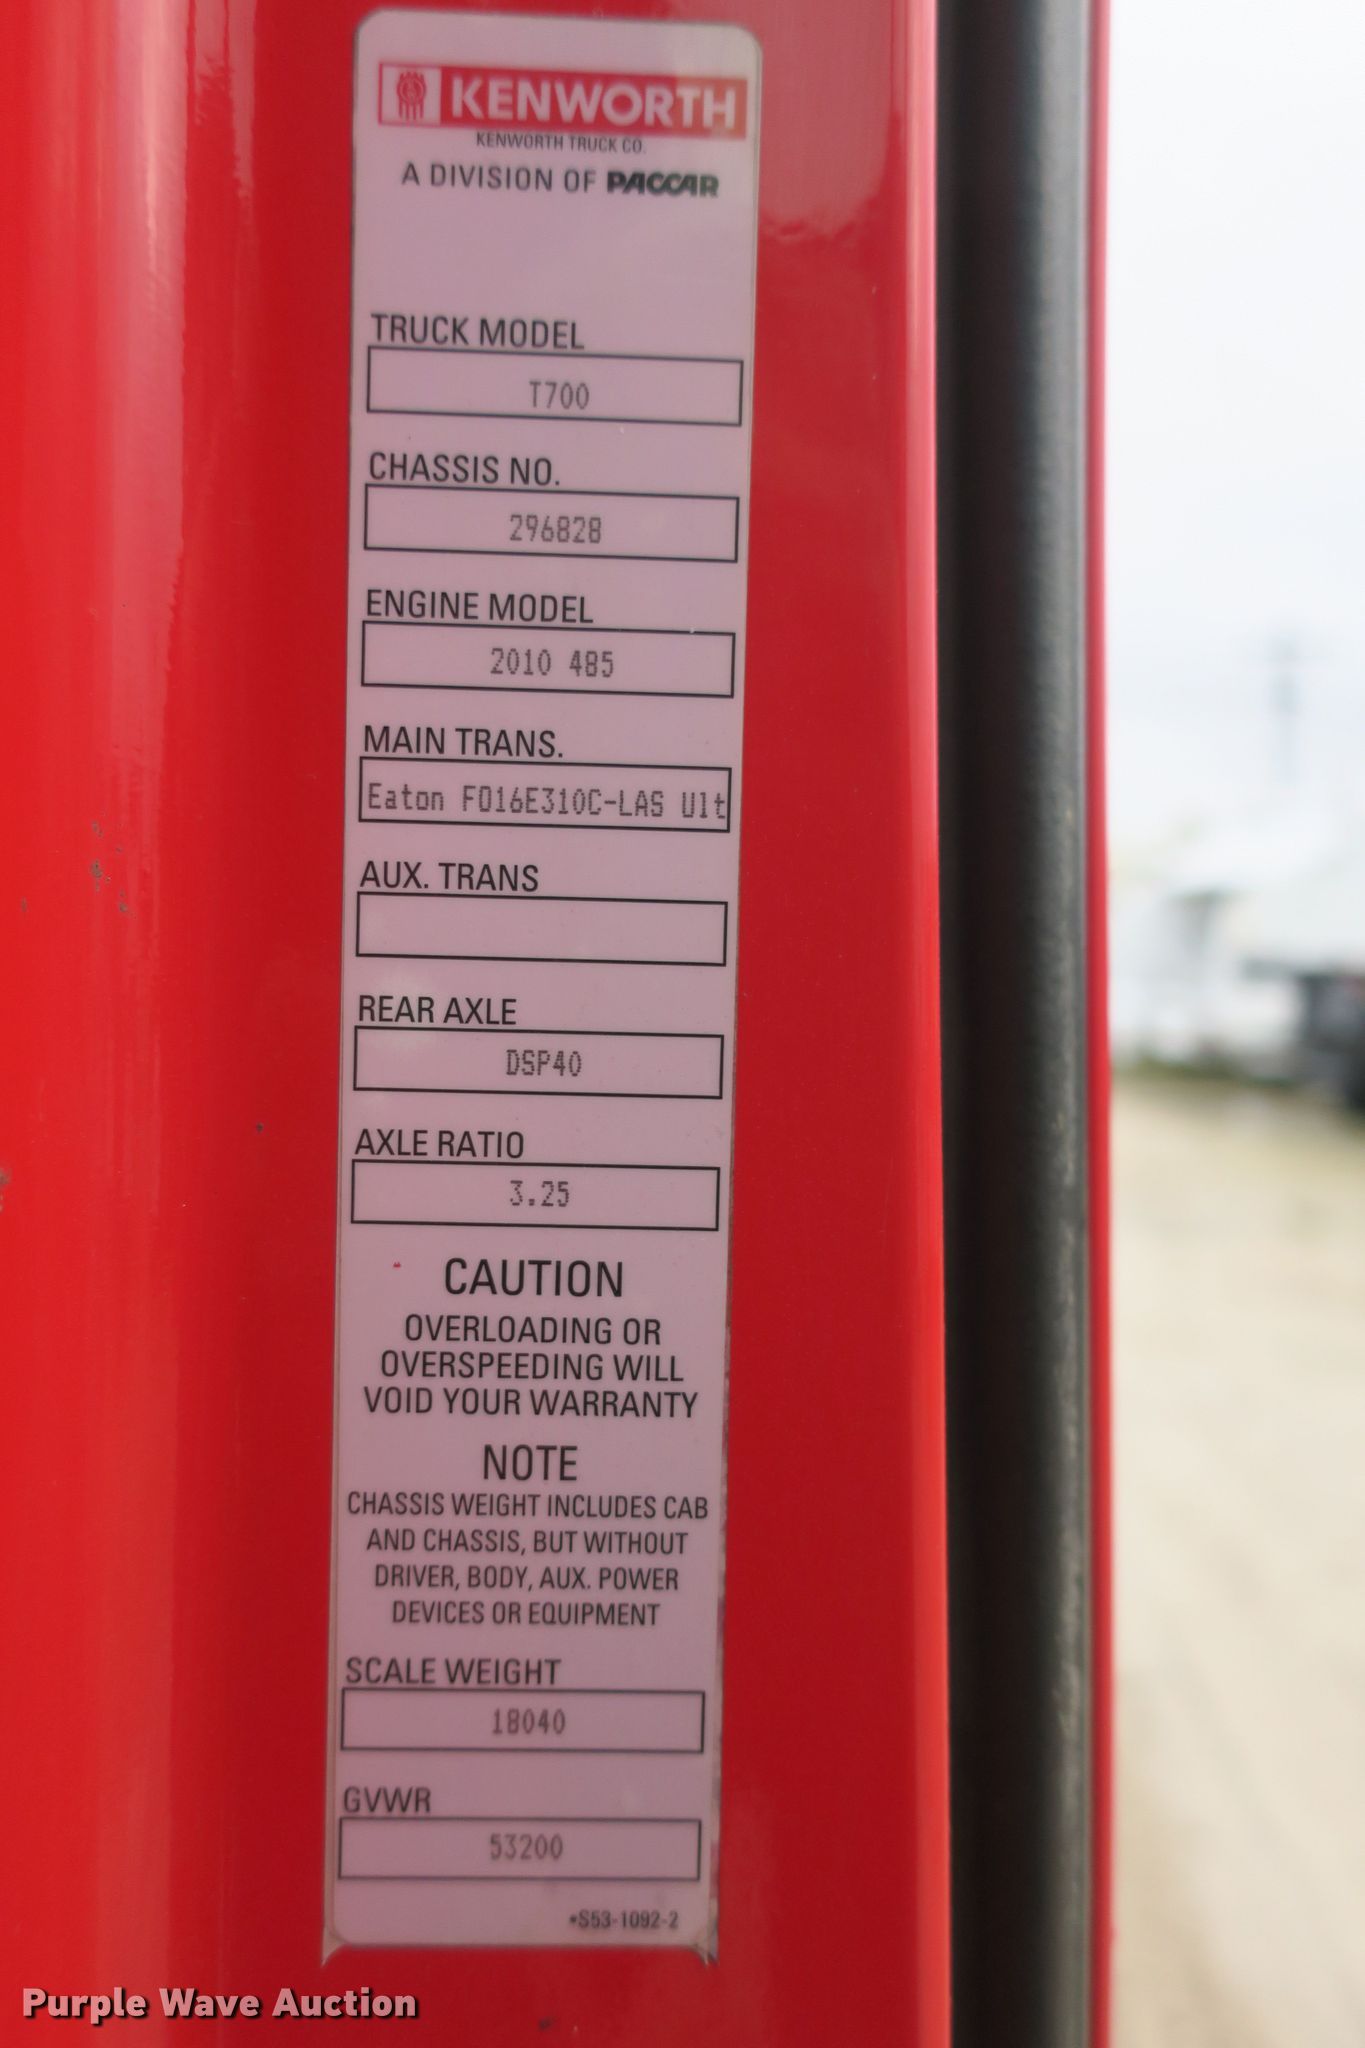 KENWORTH
KENWORTH TRUCK CO.
A DIVISION OF PACCAR
TRUCK MODEL
T700
CHASSIS NO.
296828
ENGINE MODEL
2010 485
MAIN TRANS.
Eaton FO16E310C-LAS Ult
AUX. TRANS
REAR AXLE
DSP40
AXLE RATIO
3.25
CAUTION
OVERLOADING OR
OVERSPEEDING WILL
VOID YOUR WARRANTY
NOTE
CHASSIS WEIGHT INCLUDES CAB
AND CHASSIS, BUT WITHOUT
DRIVER, BODY, AUX. POWER
DEVICES OR EQUIPMENT
SCALE WEIGHT
18040
GVWR
53200
*S53-1092-2
Purple Wave Auction